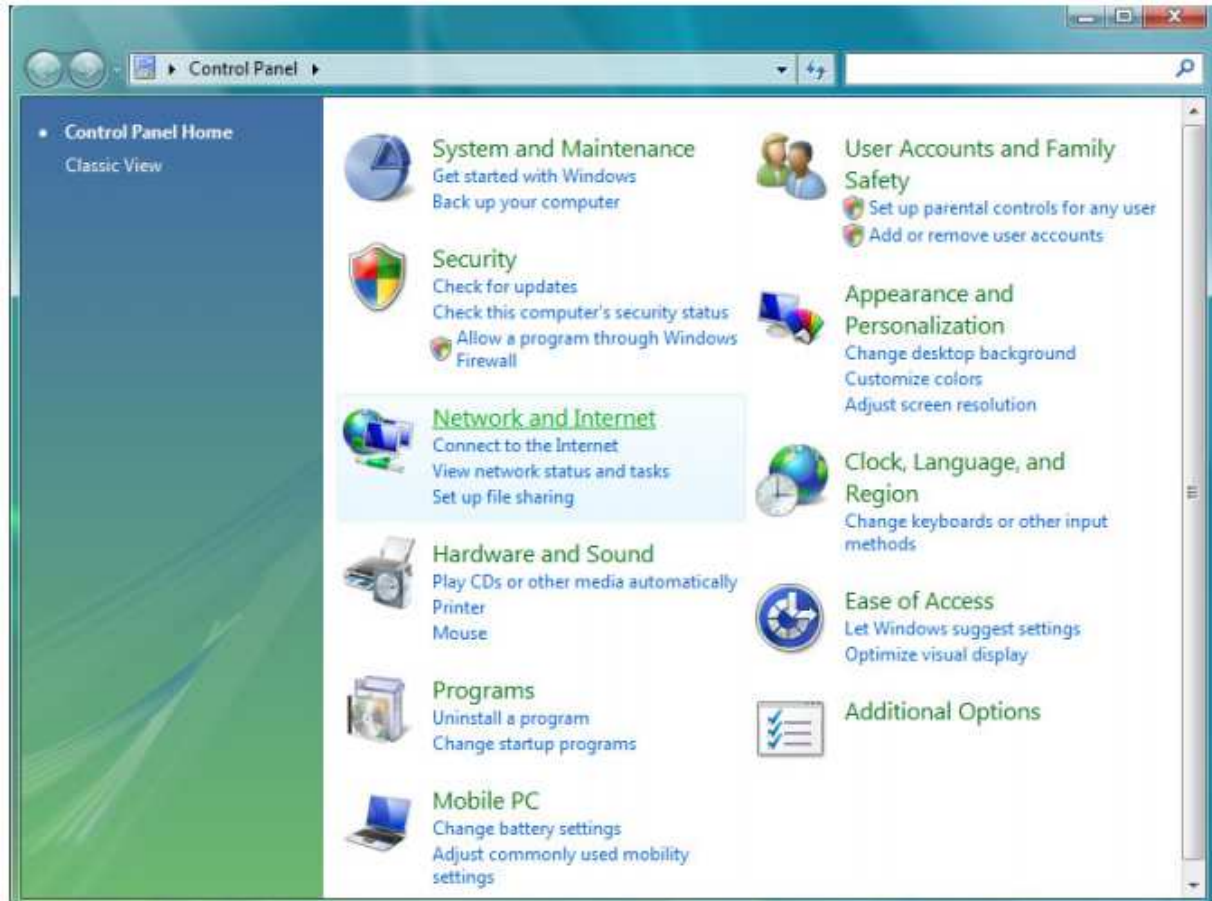 Control Panel
Control Panel Home
Classic View
System and Maintenance
Get started with Windows
Back up your computer
Security
Check for updates
Check this computer's security status
Allow a program through Windows
Firewall
Network and Internet
Connect to the Internet
View network status and tasks
Set up file sharing
Hardware and Sound
Play CDs or other media automatically
Printer
Mouse
Programs
Uninstall a program
Change startup programs
Mobile PC
Change battery settings
Adjust commonly used mobility
settings
User Accounts and Family
Safety
Set up parental controls for any user
Add or remove user accounts
Appearance and
Personalization
Change desktop background
Customize colors
Adjust screen resolution
Clock, Language, and
Region
Change keyboards or other input
methods
Ease of Access
Let Windows suggest settings
Optimize visual display
Additional Options